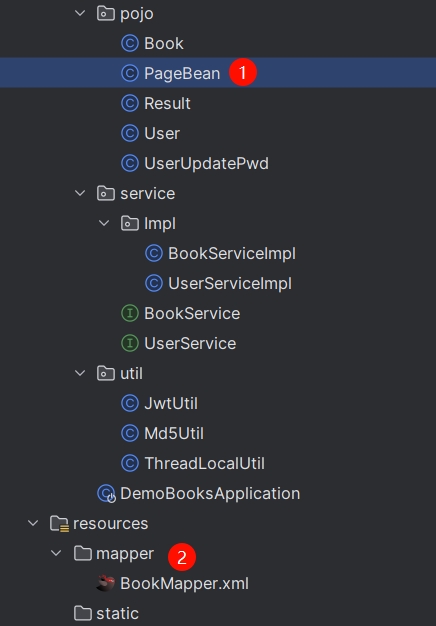 pojo
Book
PageBean 1
Result
User
UserUpdatePwd
service
Impl
BookServiceImpl
UserServiceImpl
BookService
UserService
util
JwtUtil
Md5Util
ThreadLocalUtil
DemoBooksApplication
resources
mapper 2
BookMapper.xml
static